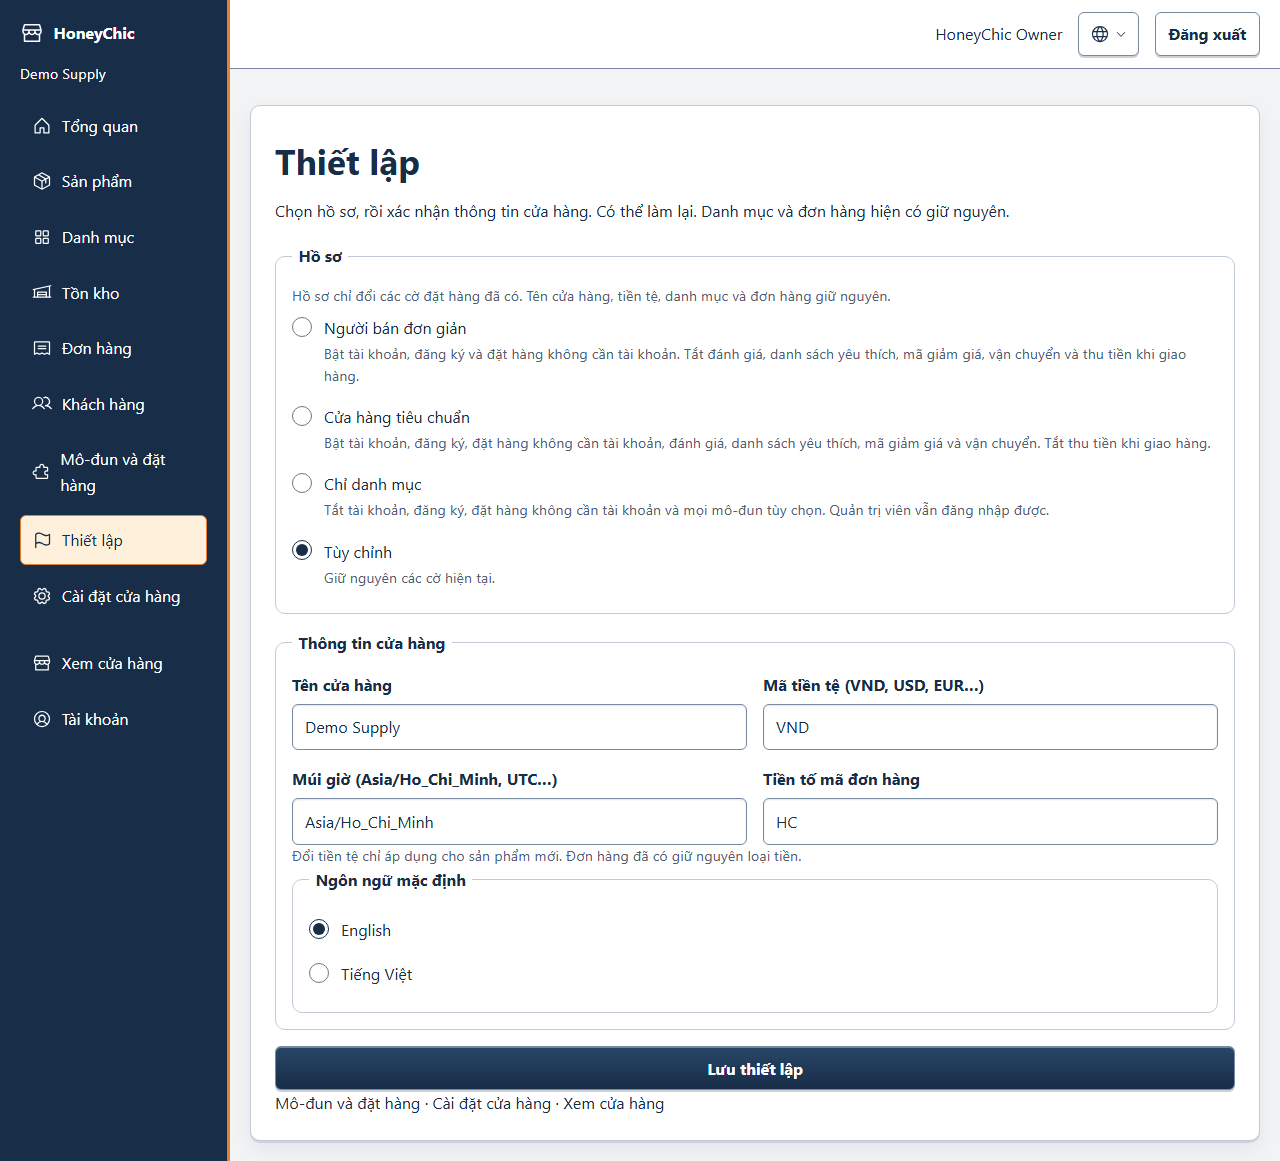 HoneyChic
Demo Supply
Tổng quan
Sản phẩm
Danh mục
Tồn kho
Đơn hàng
Khách hàng
Mô-đun và đặt
hàng
Thiết lập
Cài đặt cửa hàng
Xem cửa hàng
Tài khoản
HoneyChic Owner
Đăng xuất
Thiết lập
Chọn hồ sơ, rồi xác nhận thông tin cửa hàng. Có thể làm lại. Danh mục và đơn hàng hiện có giữ nguyên.
Hồ sơ
Hồ sơ chỉ đổi các cờ đặt hàng đã có. Tên cửa hàng, tiền tệ, danh mục và đơn hàng giữ nguyên.
Người bán đơn giản
Bật tài khoản, đăng ký và đặt hàng không cần tài khoản. Tắt đánh giá, danh sách yêu thích, mã giảm giá, vận chuyển và thu tiền khi giao
hàng.
Cửa hàng tiêu chuẩn
Bật tài khoản, đăng ký, đặt hàng không cần tài khoản, đánh giá, danh sách yêu thích, mã giảm giá và vận chuyển. Tắt thu tiền khi giao hàng.
Chỉ danh mục
Tắt tài khoản, đăng ký, đặt hàng không cần tài khoản và mọi mô-đun tùy chọn. Quản trị viên vẫn đăng nhập được.
Tùy chỉnh
Giữ nguyên các cờ hiện tại.
Thông tin cửa hàng
Tên cửa hàng
Demo Supply
Mã tiền tệ (VND, USD, EUR...)
VND
Múi giờ (Asia/Ho_Chi_Minh, UTC...)
Asia/Ho_Chi_Minh
Tiền tố mã đơn hàng
HC
Đổi tiền tệ chỉ áp dụng cho sản phẩm mới. Đơn hàng đã có giữ nguyên loại tiền.
Ngôn ngữ mặc định
English
Tiếng Việt
Lưu thiết lập
Mô-đun và đặt hàng · Cài đặt cửa hàng · Xem cửa hàng